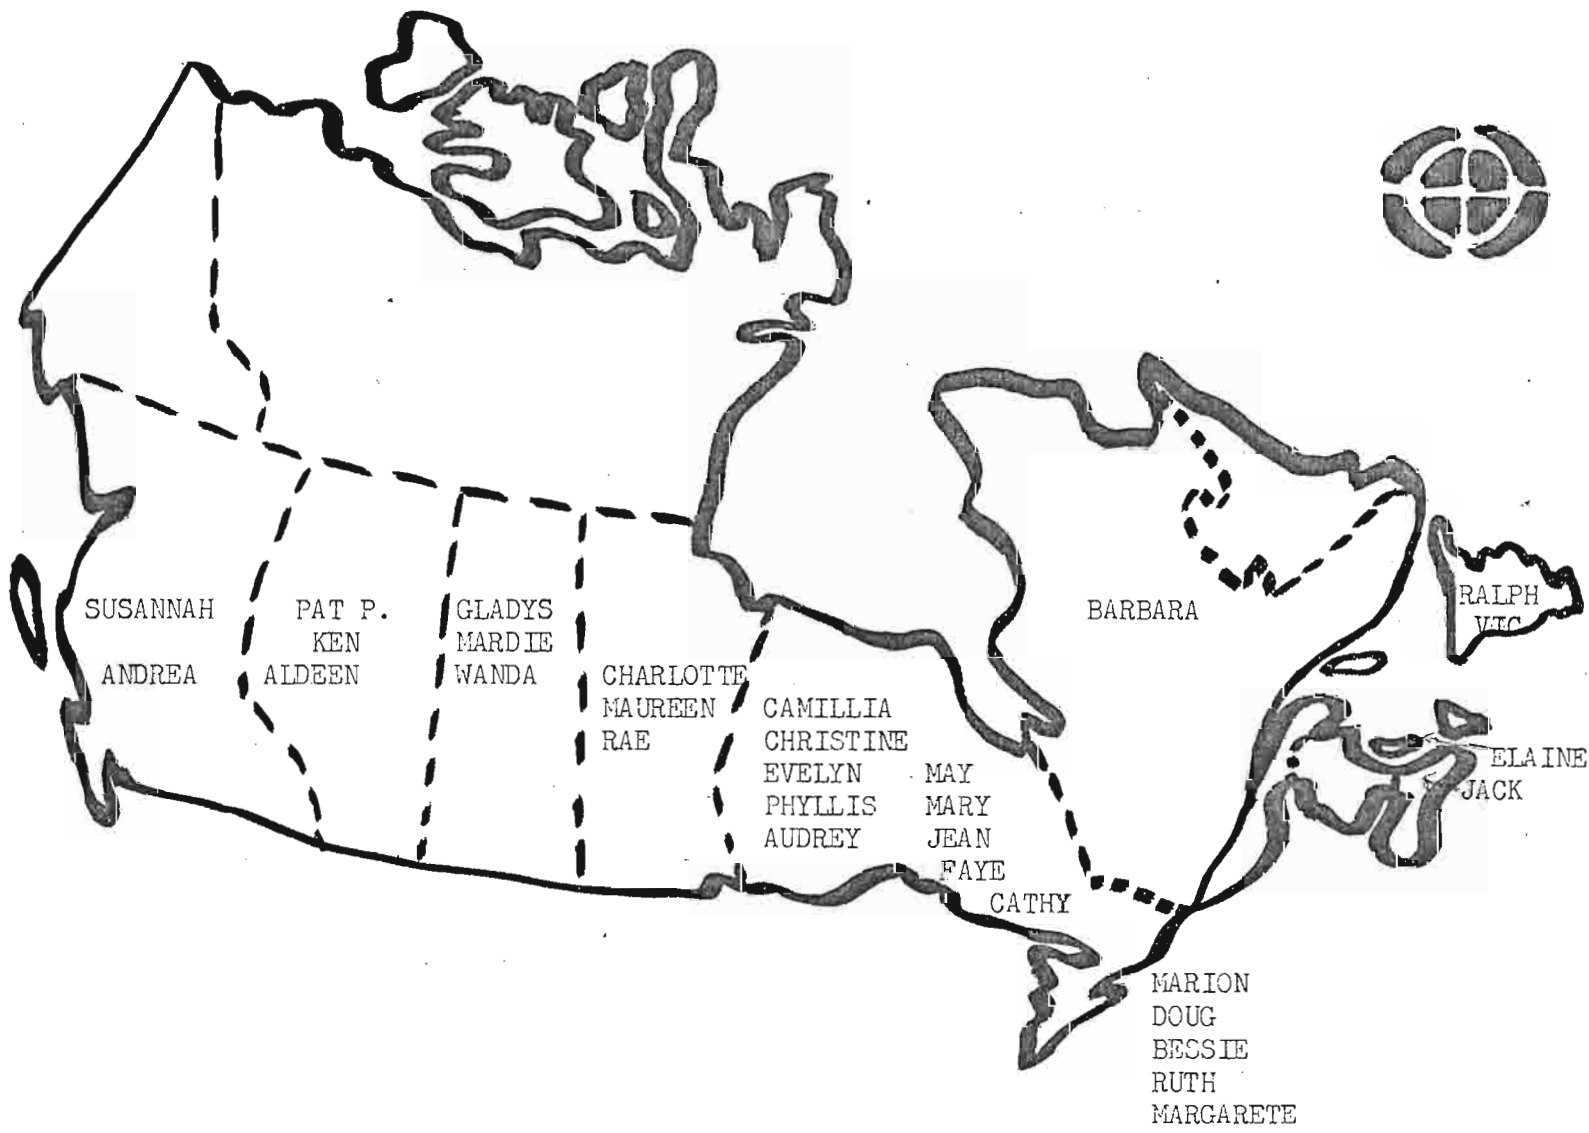 SUSANNAH
ANDREA
PAT P.
KEN
ALDEEN
GLADYS
MARDIE
WANDA
CHARLOTTE
MAUREEN
RAE
CAMILLIA
CHRISTINE
EVELYN
PHYLLIS
AUDREY
MAY
MARY
JEAN
FAYE
CATHY
BARBARA
RALPH
VIC
ELAINE
JACK
MARION
DOUG
BESSIE
RUTH
MARGARETE